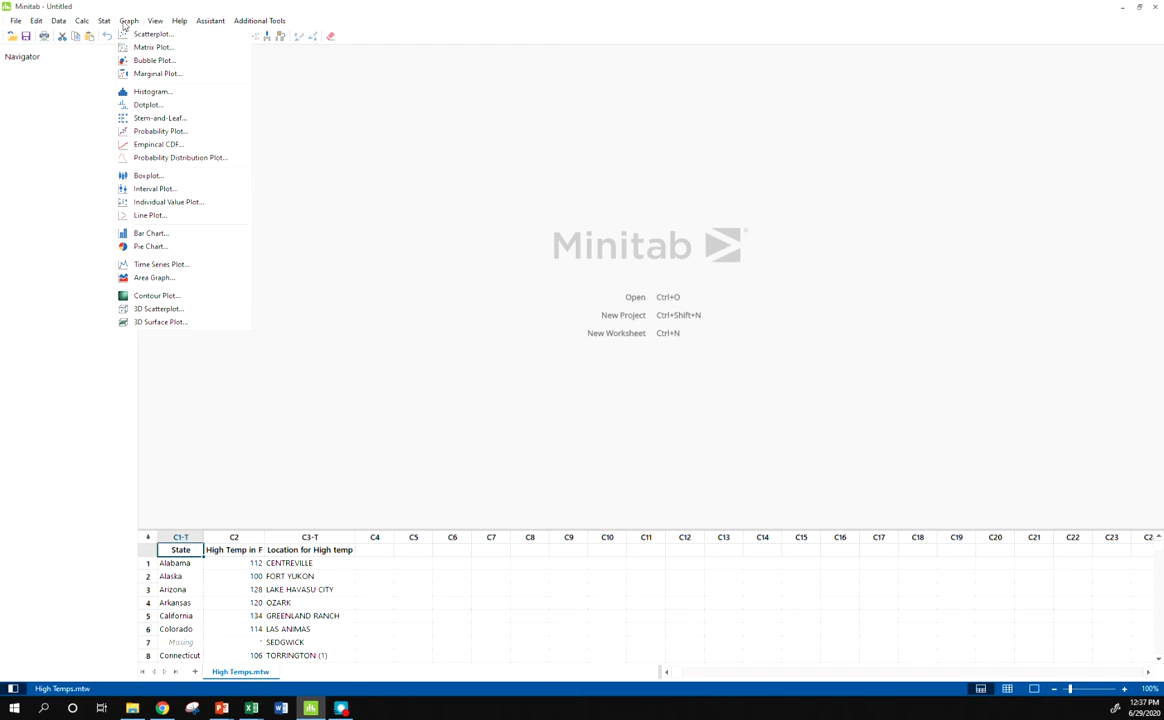 Minitab - Untitled
File Edit Data Calc Stat Graph View Help Assistant Additional Tools
Navigator
Scatterplot...
Matrix Plot...
Bubble Plot...
Marginal Plot...
Histogram...
Dotplot...
Stem-and-Leaf...
Probability Plot...
Empirical CDF...
Probability Distribution Plot...
Boxplot...
Interval Plot...
Individual Value Plot...
Line Plot...
Bar Chart...
Pie Chart...
Time Series Plot...
Area Graph...
Contour Plot...
3D Scatterplot...
3D Surface Plot...
Minitab
Open Ctrl+O
New Project Ctrl+Shift+N
New Worksheet Ctrl+N
C1-T C2 C3-T C4 C5 C6 C7 C8 C9 C10 C11 C12 C13 C14 C15 C16 C17 C18 C19 C20 C21 C22 C23
State High Temp in F Location for High temp
1 Alabama 112 CENTREVILLE
2 Alaska 100 FORT YUKON
3 Arizona 128 LAKE HAVASU CITY
4 Arkansas 120 OZARK
5 California 134 GREENLAND RANCH
6 Colorado 114 LAS ANIMAS
7 Missing * SEDGWICK
8 Connecticut 106 TORRINGTON (1)
High Temps.mtw
High Temps.mtw 100%
12:37 PM
6/29/2020